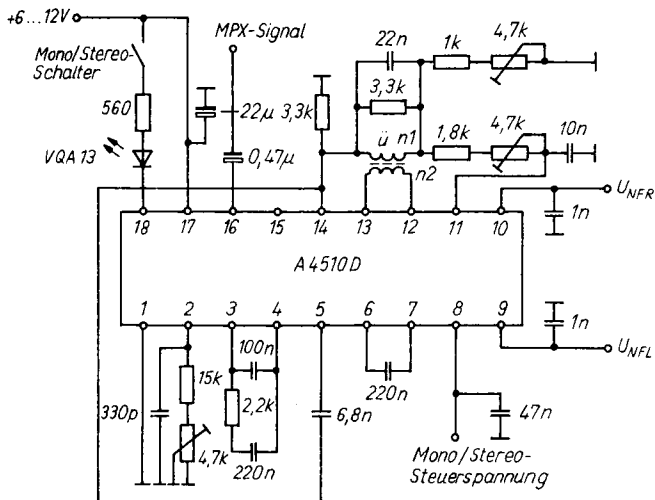 +6...12V
MPX-Signal
Mono/Stereo-
Schalter
560
VQA 13
22µ
0,47µ
3,3k
22n
3,3k
ü n1
n2
1k
4,7k
1,8k
4,7k
10n
U_NFR
1n
18 17 16 15 14 13 12 11 10
A 4510 D
1 2 3 4 5 6 7 8 9
1n
U_NFL
330p
15k
4,7k
100n
2,2k
220n
6,8n
220n
47n
Mono/Stereo-
Steuerspannung